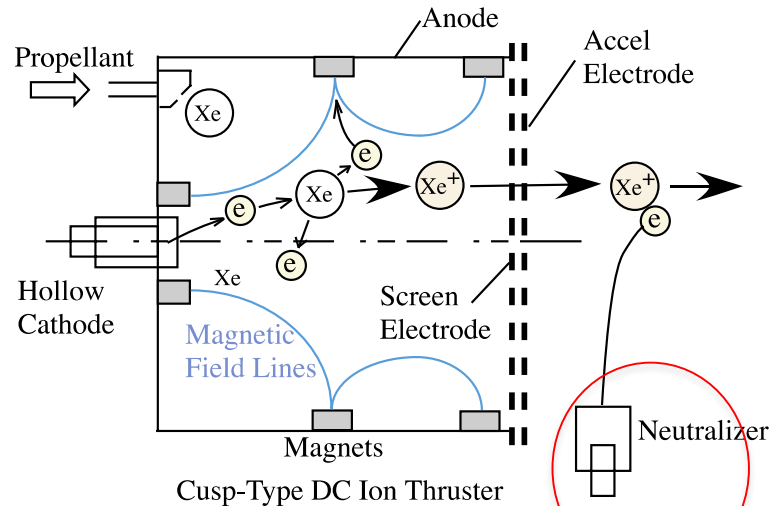 Anode
Propellant
Accel
Electrode
Xe
e
Xe
Xe+
Xe+
e
e
e
Xe
Hollow
Cathode
Screen
Electrode
Magnetic
Field Lines
Neutralizer
Magnets
Cusp-Type DC Ion Thruster